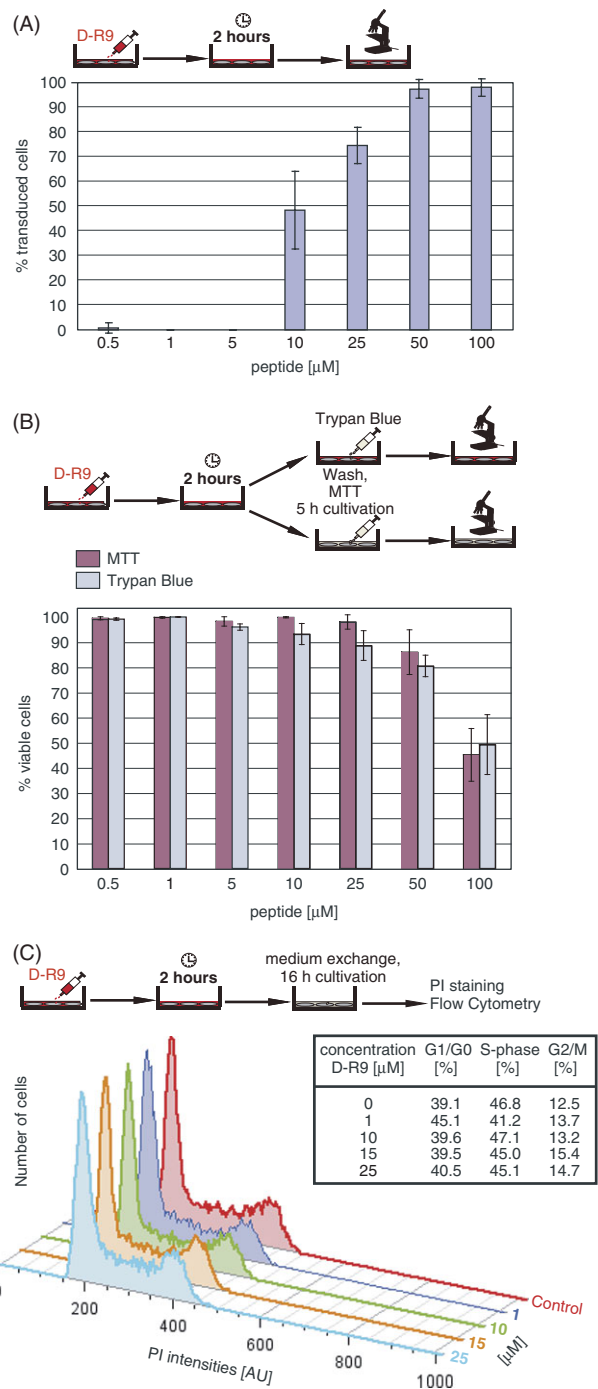 (A)
D-R9
2 hours
% transduced cells
100
90
80
70
60
50
40
30
20
10
0
0.5 1 5 10 25 50 100
peptide [µM]
(B)
D-R9
2 hours
Trypan Blue
Wash,
MTT
5 h cultivation
MTT
Trypan Blue
% viable cells
100
90
80
70
60
50
40
30
20
10
0
0.5 1 5 10 25 50 100
peptide [µM]
(C)
D-R9
2 hours
medium exchange,
16 h cultivation
PI staining
Flow Cytometry
concentration G1/G0 S-phase G2/M
D-R9 [µM] [%] [%] [%]
0 39.1 46.8 12.5
1 45.1 41.2 13.7
10 39.6 47.1 13.2
15 39.5 45.0 15.4
25 40.5 45.1 14.7
Number of cells
200
400
600
800
1000
PI intensities [AU]
Control
1
10
15
25
[µM]